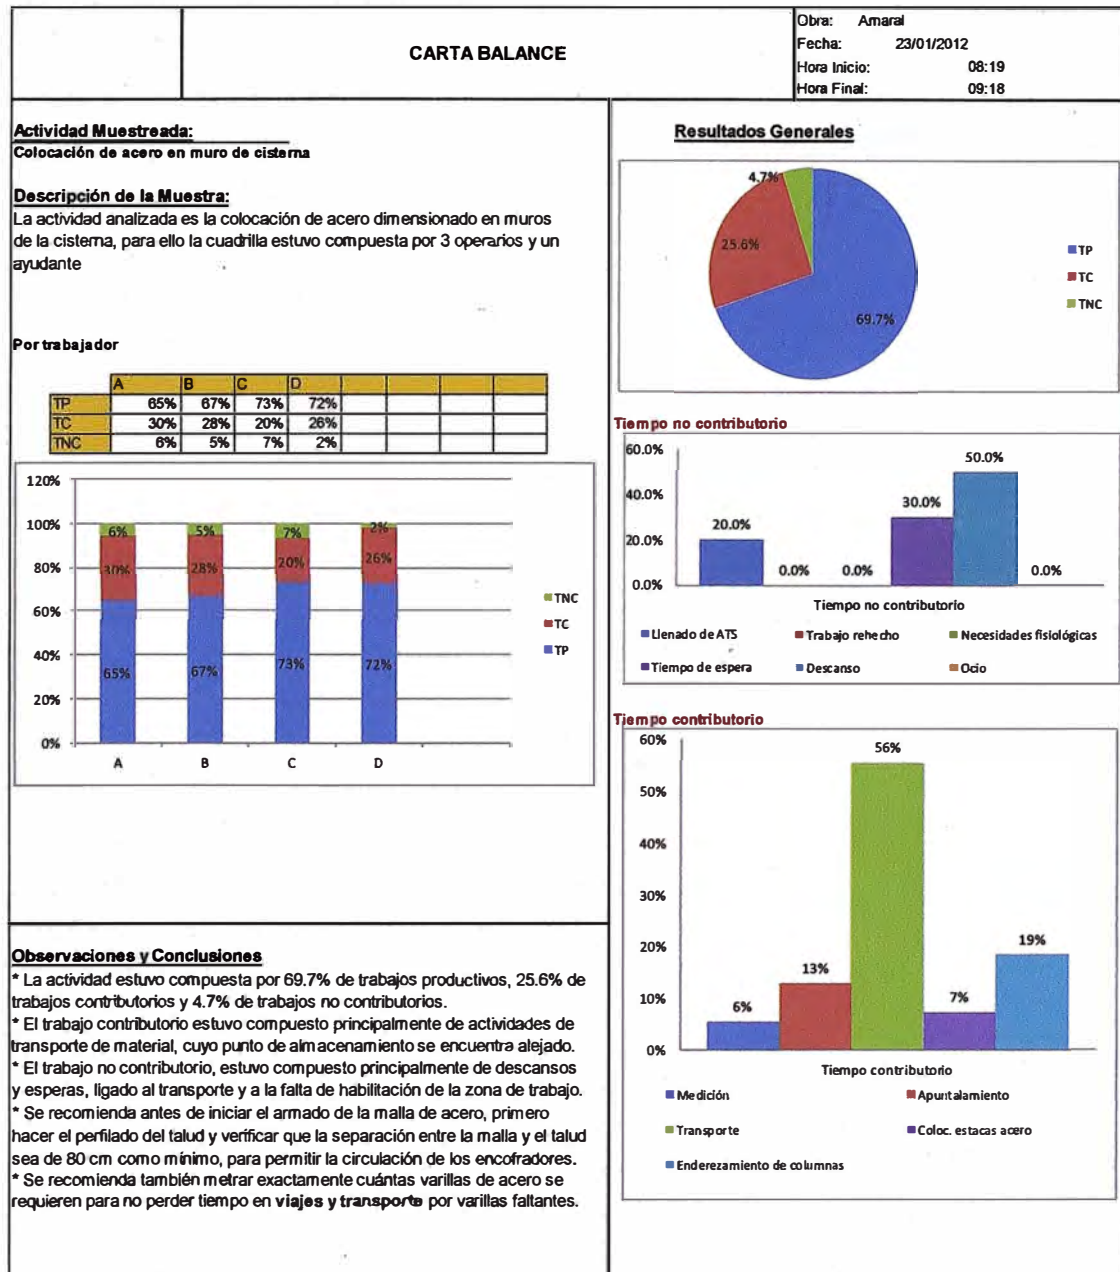 CARTA BALANCE
Obra: Amaral
Fecha: 23/01/2012
Hora Inicio: 08:19
Hora Final: 09:18
Actividad Muestreada:
Colocación de acero en muro de cisterna
Descripción de la Muestra:
La actividad analizada es la colocación de acero dimensionado en muros
de la cisterna, para ello la cuadrilla estuvo compuesta por 3 operarios y un
ayudante
Por trabajador
A B C D
TP 65% 67% 73% 72%
TC 30% 28% 20% 26%
TNC 6% 5% 7% 2%
120%
100%
80%
60%
40%
20%
0%
6% 5% 7% 2%
30% 28% 20% 26%
65% 67% 73% 72%
A B C D
TNC
TC
TP
Observaciones y Conclusiones
* La actividad estuvo compuesta por 69.7% de trabajos productivos, 25.6% de
trabajos contributorios y 4.7% de trabajos no contributorios.
* El trabajo contributorio estuvo compuesto principalmente de actividades de
transporte de material, cuyo punto de almacenamiento se encuentra alejado.
* El trabajo no contributorio, estuvo compuesto principalmente de descansos
y esperas, ligado al transporte y a la falta de habilitación de la zona de trabajo.
* Se recomienda antes de iniciar el armado de la malla de acero, primero
hacer el perfilado del talud y verificar que la separación entre la malla y el talud
sea de 80 cm como mínimo, para permitir la circulación de los encofradores.
* Se recomienda también metrar exactamente cuántas varillas de acero se
requieren para no perder tiempo en viajes y transporte por varillas faltantes.
Resultados Generales
4.7%
25.6%
69.7%
TP
TC
TNC
Tiempo no contributorio
60.0%
40.0%
20.0%
0.0%
20.0% 0.0% 0.0% 30.0% 50.0% 0.0%
Tiempo no contributorio
Llenado de ATS Trabajo rehecho Necesidades fisiológicas
Tiempo de espera Descanso Ocio
Tiempo contributorio
60%
50%
40%
30%
20%
10%
0%
6% 13% 56% 7% 19%
Tiempo contributorio
Medición Apuntalamiento
Transporte Coloc. estacas acero
Enderezamiento de columnas